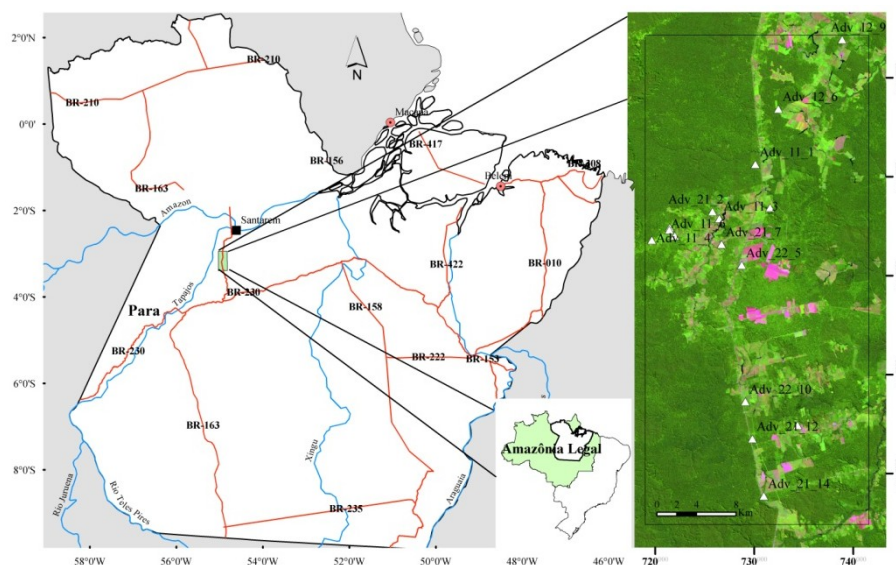 2°0'N
0°0'
2°0'S
4°0'S
6°0'S
8°0'S
58°0'W
56°0'W
54°0'W
52°0'W
50°0'W
48°0'W
46°0'W
N
BR-210
BR-210
BR-163
BR-156
BR-417
Macapá
Belem
Amazon
Santarem
Tapajos
Para
BR-230
BR-230
BR-422
BR-010
BR-158
BR-222
BR-153
BR-163
Xingu
BR-235
Araguaia
Rio Juruena
Rio Teles Pires
Amazônia Legal
Adv_12_9
Adv_12_6
Adv_11_1
Adv_21_2
Adv_11_3
Adv_11_4
Adv_21_7
Adv_22_5
Adv_22_10
Adv_21_12
Adv_21_14
0 2 4 8
Km
720
730
740